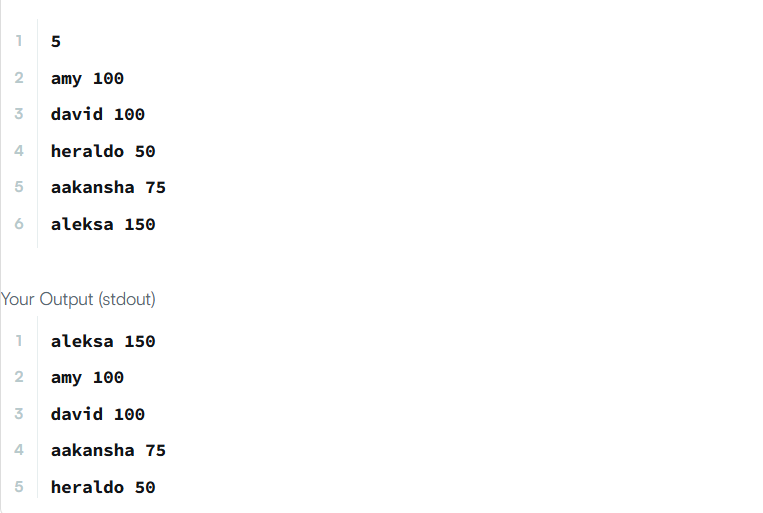 1 5
2 amy 100
3 david 100
4 heraldo 50
5 aakansha 75
6 aleksa 150
Your Output (stdout)
1 aleksa 150
2 amy 100
3 david 100
4 aakansha 75
5 heraldo 50